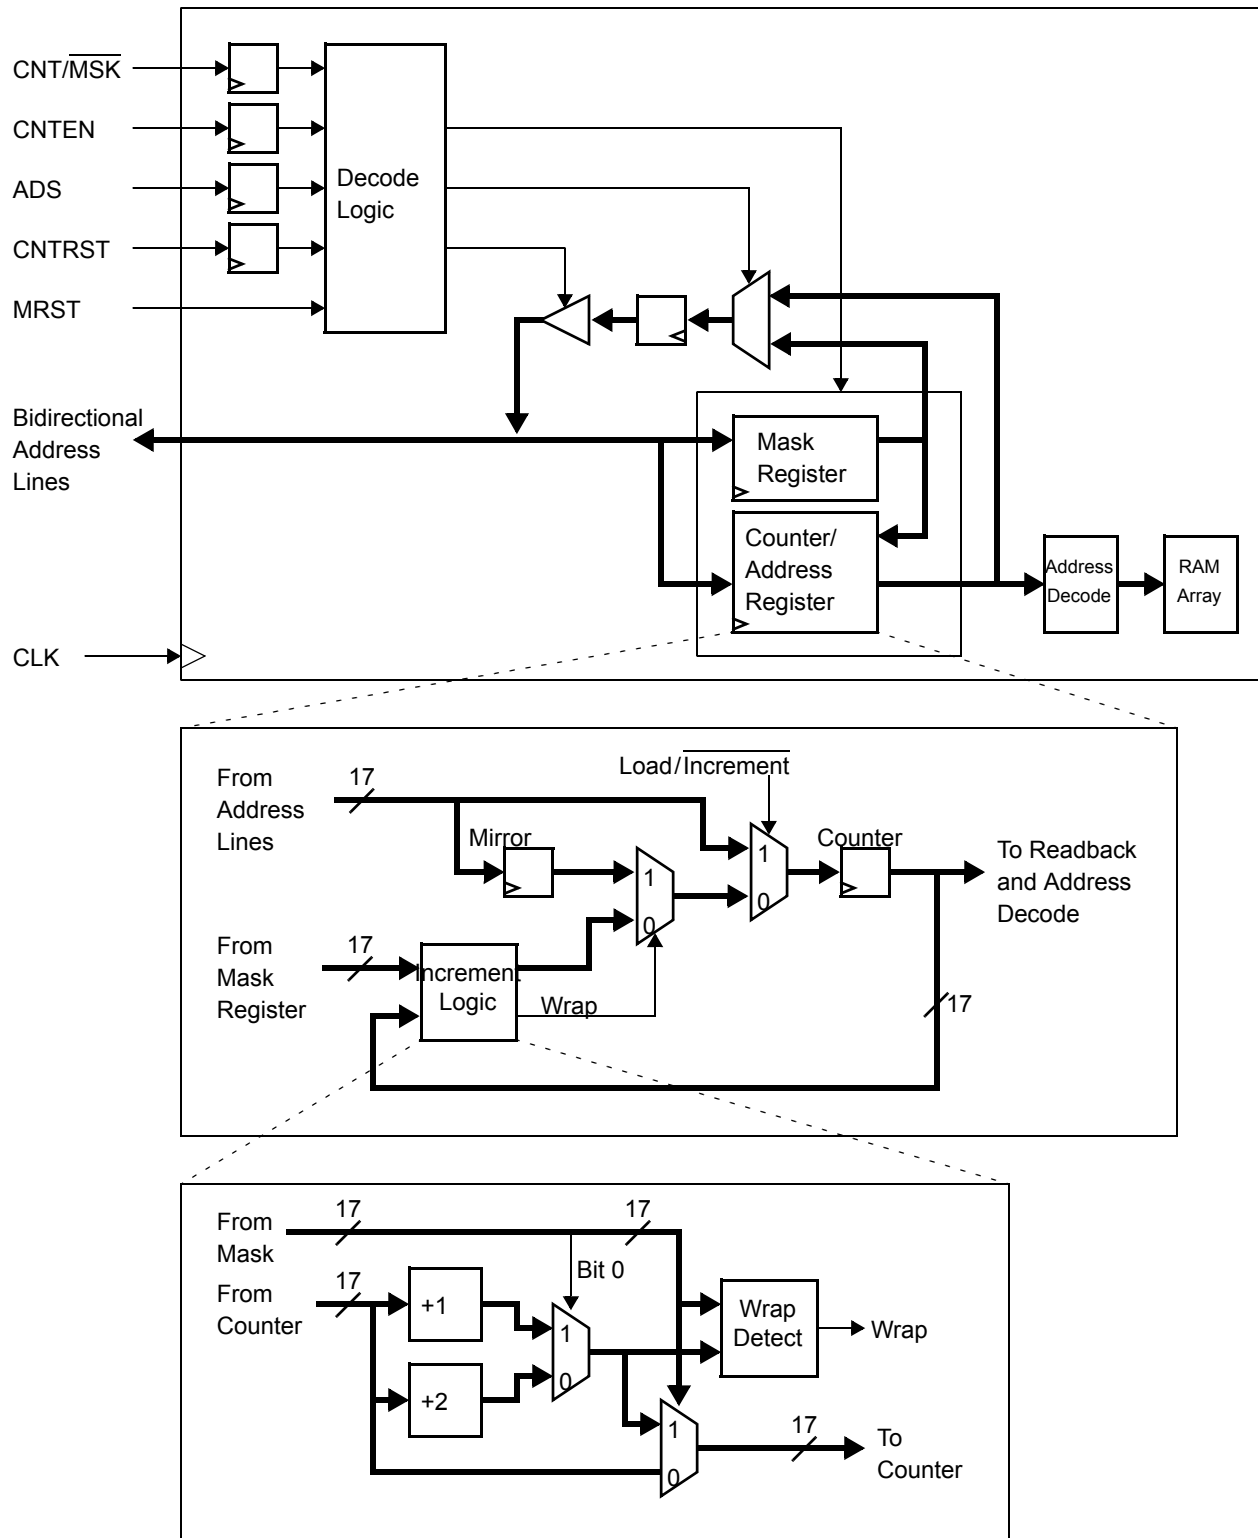 CNT/MSK
CNTEN
ADS
CNTRST
MRST
Decode
Logic
Bidirectional
Address
Lines
Mask
Register
Counter/
Address
Register
Address
Decode
RAM
Array
CLK
From
Address
Lines
17
Load/Increment
Mirror
1
0
1
0
Counter
To Readback
and Address
Decode
From
Mask
Register
17
Increment
Logic
Wrap
17
From
Mask
17
17
Bit 0
From
Counter
17
+1
+2
1
0
Wrap
Detect
Wrap
1
0
17
To
Counter